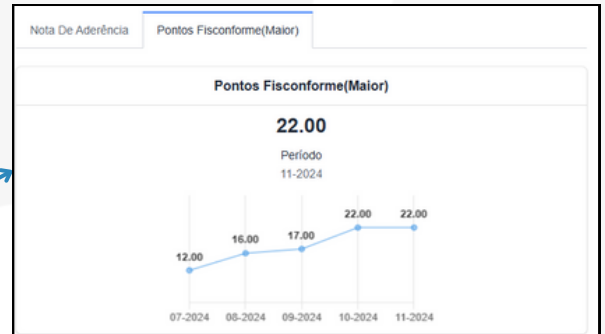 Nota De Aderência Pontos Fisconforme(Maior)
Pontos Fisconforme(Maior)
22.00
Período
11-2024
22.00 22.00
16.00 17.00
12.00
07-2024 08-2024 09-2024 10-2024 11-2024